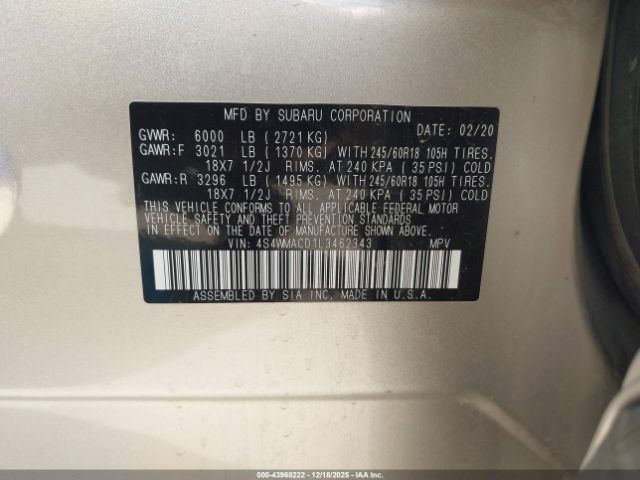 MFD BY SUBARU CORPORATION
GVWR: 6000 LB ( 2721 KG) DATE: 02/20
GAWR:F 3021 LB ( 1370 KG) WITH 245/60R18 105H TIRES.
18X7 1/2J RIMS. AT 240 KPA ( 35 PSI) COLD
GAWR:R 3296 LB ( 1495 KG) WITH 245/60R18 105H TIRES.
18X7 1/2J RIMS. AT 240 KPA ( 35 PSI) COLD
THIS VEHICLE CONFORMS TO ALL APPLICABLE FEDERAL MOTOR
VEHICLE SAFETY AND THEFT PREVENTION STANDARDS
IN EFFECT ON THE DATE OF MANUFACTURE SHOWN ABOVE.
VIN: 4S4WMACD1L3462343 MPV
ASSEMBLED BY SIA INC. MADE IN U.S.A.
000-43968222 - 12/18/2025 - IAA Inc.